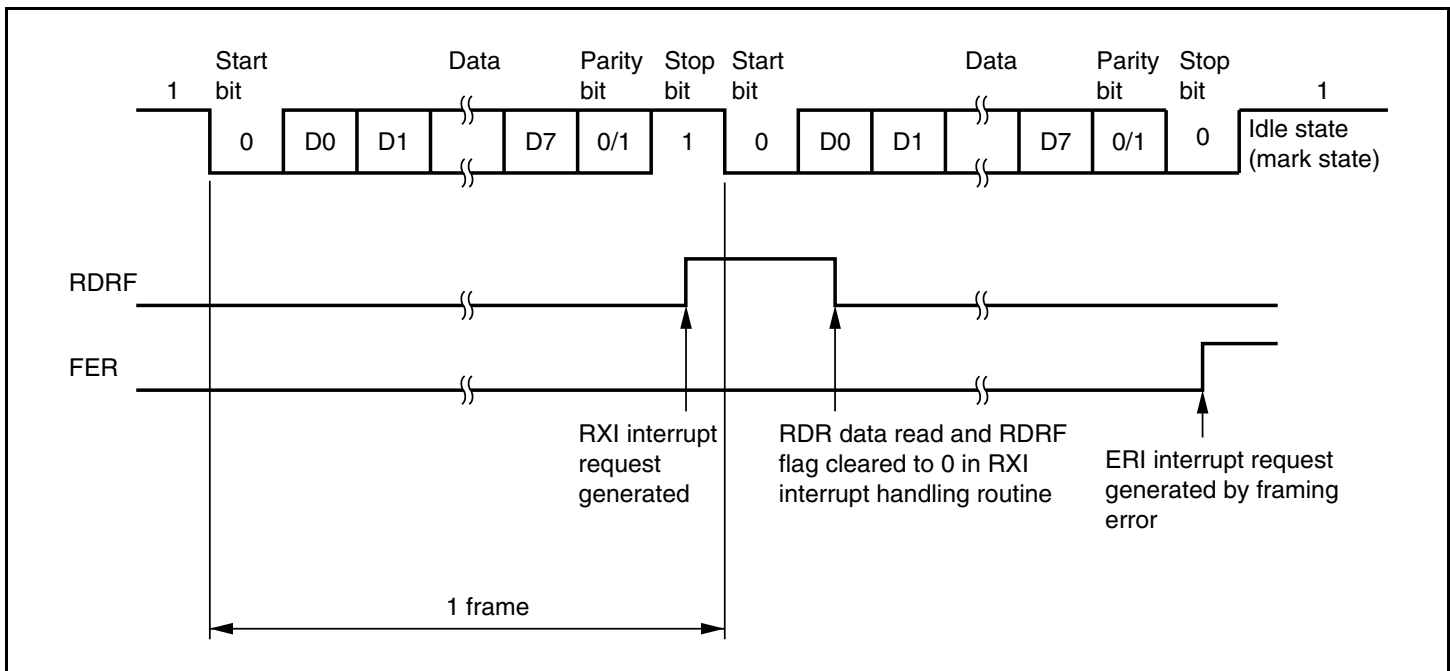 Start bit
Data
Parity bit
Stop bit
Start bit
Data
Parity bit
Stop bit
1
1
0 D0 D1 D7 0/1 1 0 D0 D1 D7 0/1 0
Idle state
(mark state)
RDRF
FER
RXI interrupt
request
generated
RDR data read and RDRF
flag cleared to 0 in RXI
interrupt handling routine
ERI interrupt request
generated by framing
error
1 frame